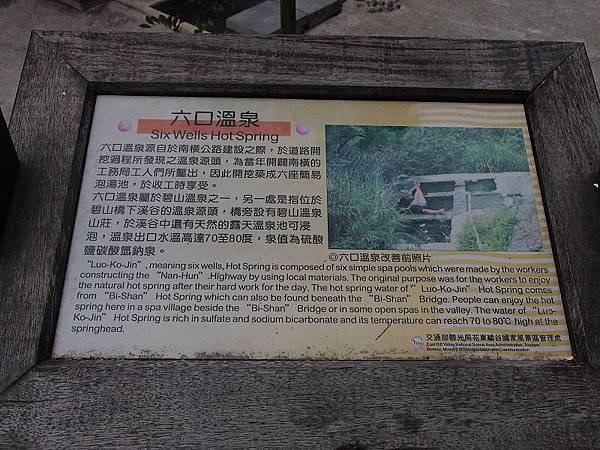 六口溫泉
Six Wells Hot Spring
六口溫泉源自於南橫公路建設之際，於道路開
挖過程所發現之溫泉源頭，為當年開闢南橫的
工務局工人們所鑿出，因此開挖築成六座簡易
泡湯池，於收工時享受。
六口溫泉屬於碧山溫泉之一，另一處是指位於
碧山橋下溪谷的溫泉源頭，橋旁設有碧山溫泉
山莊，於溪谷中還有天然的露天溫泉池可浸
泡，溫泉出口水溫高達70至80度，泉值為硫酸
鹽碳酸氫鈉泉。
◎六口溫泉改善前照片
"Luo-Ko-Jin", meaning six wells, Hot Spring is composed of six simple spa pools which were made by the workers
constructing the "Nan-Hun".Highway by using local materials. The original purpose was for the workers to enjoy
the natural hot spring after their hard work for the day. The hot spring water of "Luo-Ko-Jin" Hot Spring comes
from "Bi-Shan" Hot Spring which can also be found beneath the "Bi-Shan" Bridge. People can enjoy the hot
spring here in a spa village beside the "Bi-Shan" Bridge or in some open spas in the valley. The water of "Luo-
Ko-Jin" Hot Spring is rich in sulfate and sodium bicarbonate and its temperature can reach 70 to 80℃ high at the
springhead.
交通部觀光局花東縱谷國家風景區管理處
East Rift Valley National Scenic Area Administration, Tourism
Bureau, Ministry of Transportation and Communication